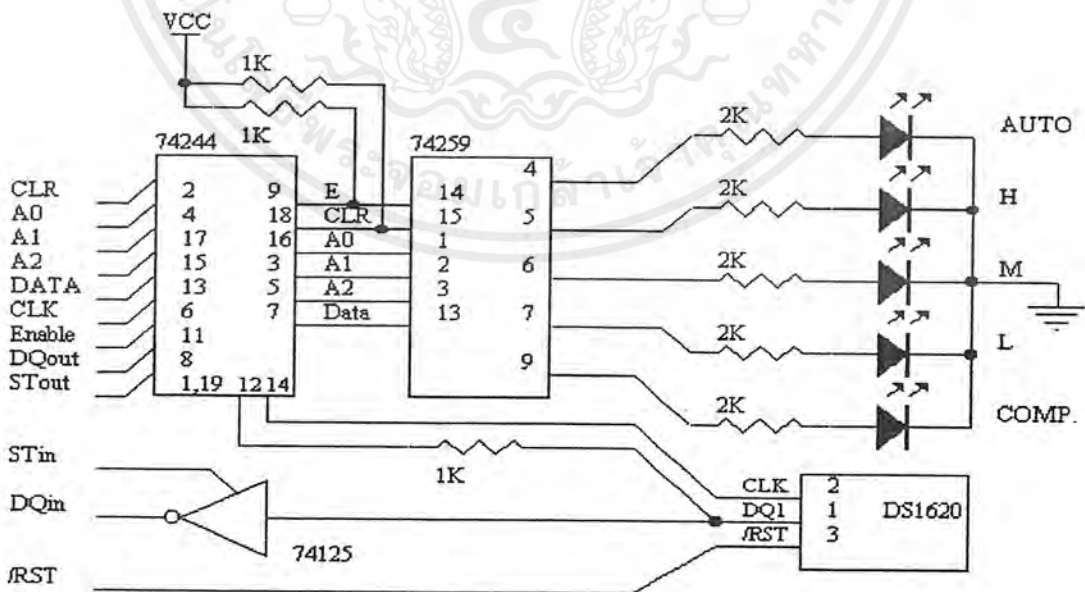 VCC
1K
1K
74244
74259
CLR
A0
A1
A2
DATA
CLK
Enable
DQout
STout
2
4
17
15
13
6
11
8
1,19
12
14
9
18
16
3
5
7
E
CLR
A0
A1
A2
Data
14
15
1
2
3
13
4
5
6
7
9
2K
2K
2K
2K
2K
AUTO
H
M
L
COMP.
1K
STin
DQin
/RST
74125
CLK
DQ1
/RST
2
1
3
DS1620